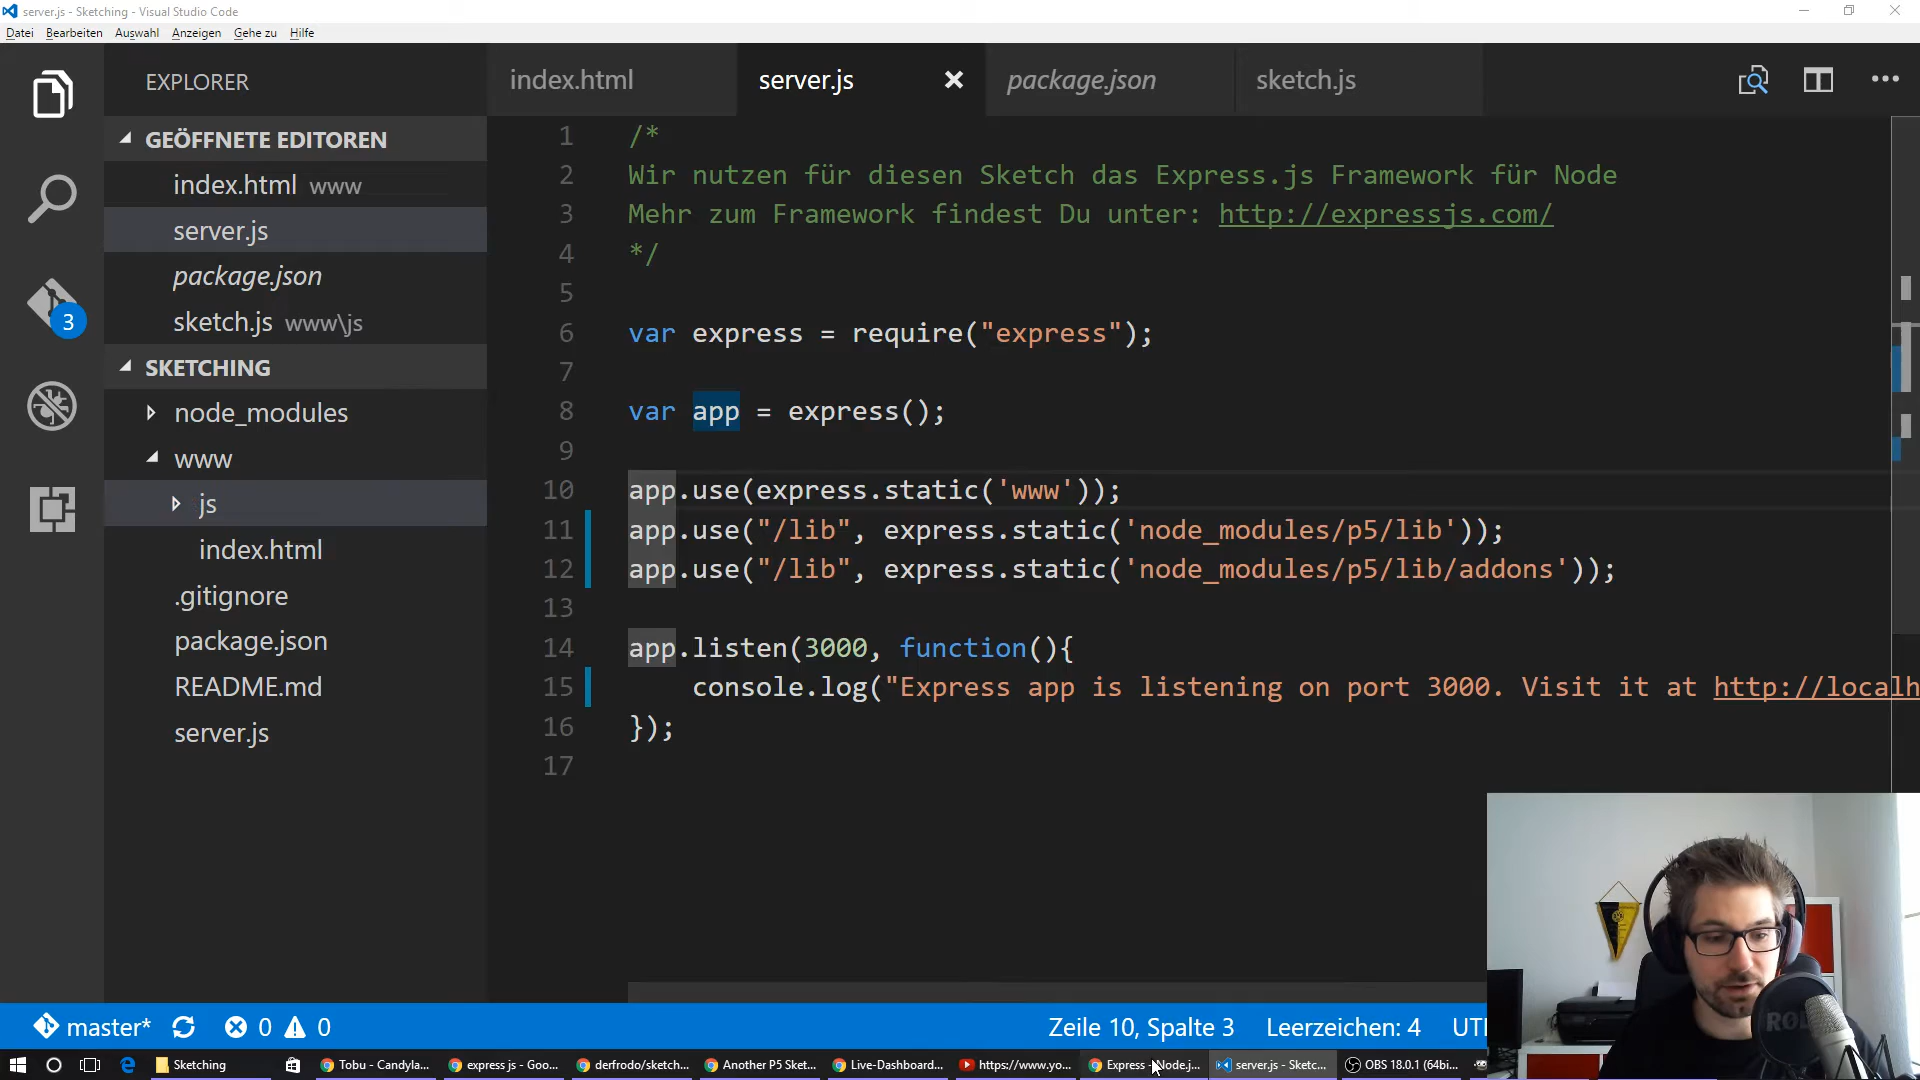 server.js - Sketching - Visual Studio Code
Datei Bearbeiten Auswahl Anzeigen Gehe zu Hilfe
EXPLORER
GEÖFFNETE EDITOREN
index.html www
server.js
package.json
sketch.js www\js
SKETCHING
node_modules
www
js
index.html
.gitignore
package.json
README.md
server.js
3
index.html server.js package.json sketch.js
1 /*
2 Wir nutzen für diesen Sketch das Express.js Framework für Node
3 Mehr zum Framework findest Du unter: http://expressjs.com/
4 */
5
6 var express = require("express");
7
8 var app = express();
9
10 app.use(express.static('www'));
11 app.use("/lib", express.static('node_modules/p5/lib'));
12 app.use("/lib", express.static('node_modules/p5/lib/addons'));
13
14 app.listen(3000, function(){
15 console.log("Express app is listening on port 3000. Visit it at http://localh
16 });
17
master* 0 0 Zeile 10, Spalte 3 Leerzeichen: 4 UT
Sketching Tobu - Candyla... express js - Goo... derfrodo/sketch... Another P5 Sket... Live-Dashboard... https://www.yo... Express - Node.j... server.js - Sketc... OBS 18.0.1 (64bi...